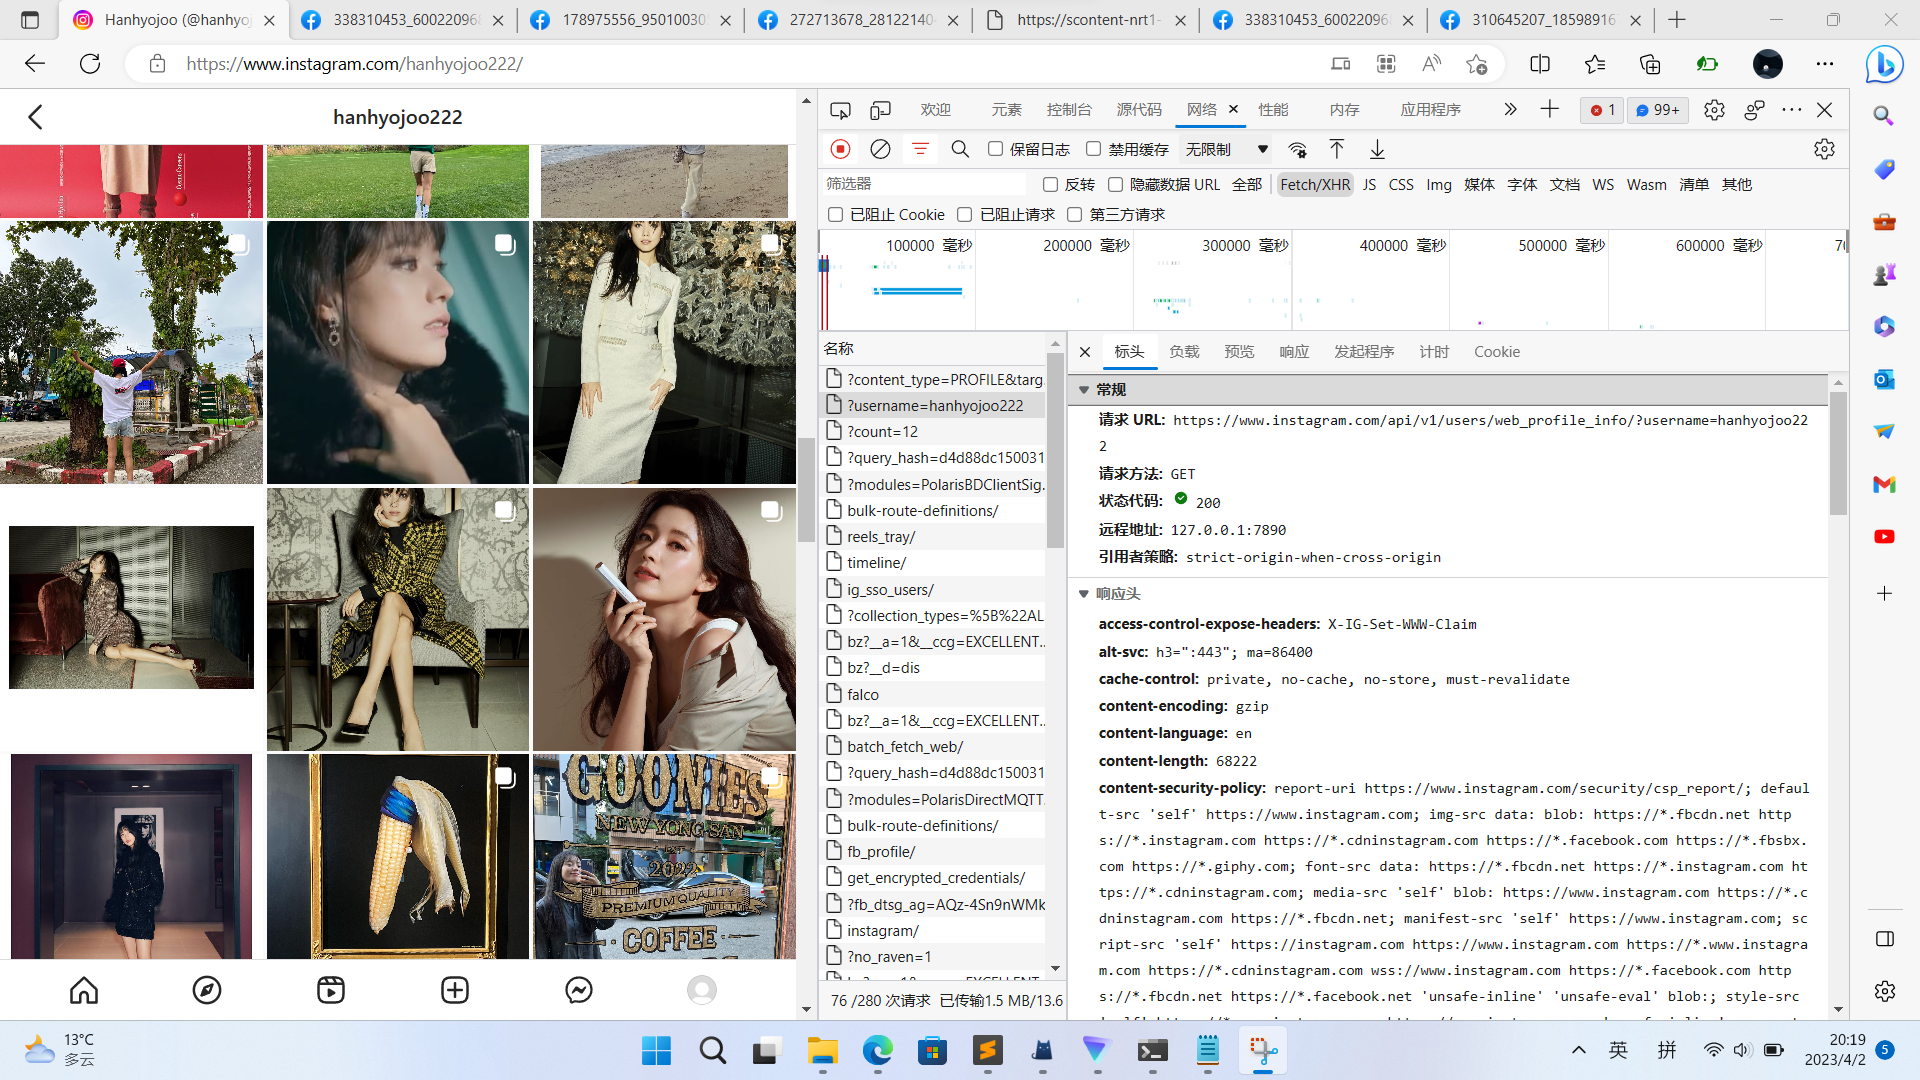 Hanhyojoo (@hanhyoj
338310453_60022096
178975556_95010030
272713678_28122140
https://scontent-nrt1-
338310453_60022096
310645207_18598916
https://www.instagram.com/hanhyojoo222/
hanhyojoo222
GOONIES
NEW YONG SAN
EST
2022
PREMIUM QUALITY
COFFEE
欢迎
元素
控制台
源代码
网络
性能
内存
应用程序
1
99+
保留日志
禁用缓存
无限制
筛选器
反转
隐藏数据 URL
全部
Fetch/XHR
JS
CSS
Img
媒体
字体
文档
WS
Wasm
清单
其他
已阻止 Cookie
已阻止请求
第三方请求
100000 毫秒
200000 毫秒
300000 毫秒
400000 毫秒
500000 毫秒
600000 毫秒
名称
?content_type=PROFILE&targ.
?username=hanhyojoo222
?count=12
?query_hash=d4d88dc150031
?modules=PolarisBDClientSig.
bulk-route-definitions/
reels_tray/
timeline/
ig_sso_users/
?collection_types=%5B%22AL
bz?__a=1&__ccg=EXCELLENT..
bz?__d=dis
falco
bz?__a=1&__ccg=EXCELLENT..
batch_fetch_web/
?query_hash=d4d88dc150031
?modules=PolarisDirectMQTT.
bulk-route-definitions/
fb_profile/
get_encrypted_credentials/
?fb_dtsg_ag=AQz-4Sn9nWMk
instagram/
?no_raven=1
76 /280 次请求 已传输1.5 MB/13.6
标头
负载
预览
响应
发起程序
计时
Cookie
常规
请求 URL: https://www.instagram.com/api/v1/users/web_profile_info/?username=hanhyojoo22
2
请求方法: GET
状态代码: 200
远程地址: 127.0.0.1:7890
引用者策略: strict-origin-when-cross-origin
响应头
access-control-expose-headers: X-IG-Set-WWW-Claim
alt-svc: h3=":443"; ma=86400
cache-control: private, no-cache, no-store, must-revalidate
content-encoding: gzip
content-language: en
content-length: 68222
content-security-policy: report-uri https://www.instagram.com/security/csp_report/; defaul
t-src 'self' https://www.instagram.com; img-src data: blob: https://*.fbcdn.net http
s://*.instagram.com https://*.cdninstagram.com https://*.facebook.com https://*.fbsbx.
com https://*.giphy.com; font-src data: https://*.fbcdn.net https://*.instagram.com ht
tps://*.cdninstagram.com; media-src 'self' blob: https://www.instagram.com https://*.c
dninstagram.com https://*.fbcdn.net; manifest-src 'self' https://www.instagram.com; sc
ript-src 'self' https://instagram.com https://www.instagram.com https://*.www.instagra
m.com https://*.cdninstagram.com wss://www.instagram.com https://*.facebook.com http
s://*.fbcdn.net https://*.facebook.net 'unsafe-inline' 'unsafe-eval' blob:; style-src
13°C
多云
英
拼
20:19
2023/4/2
5